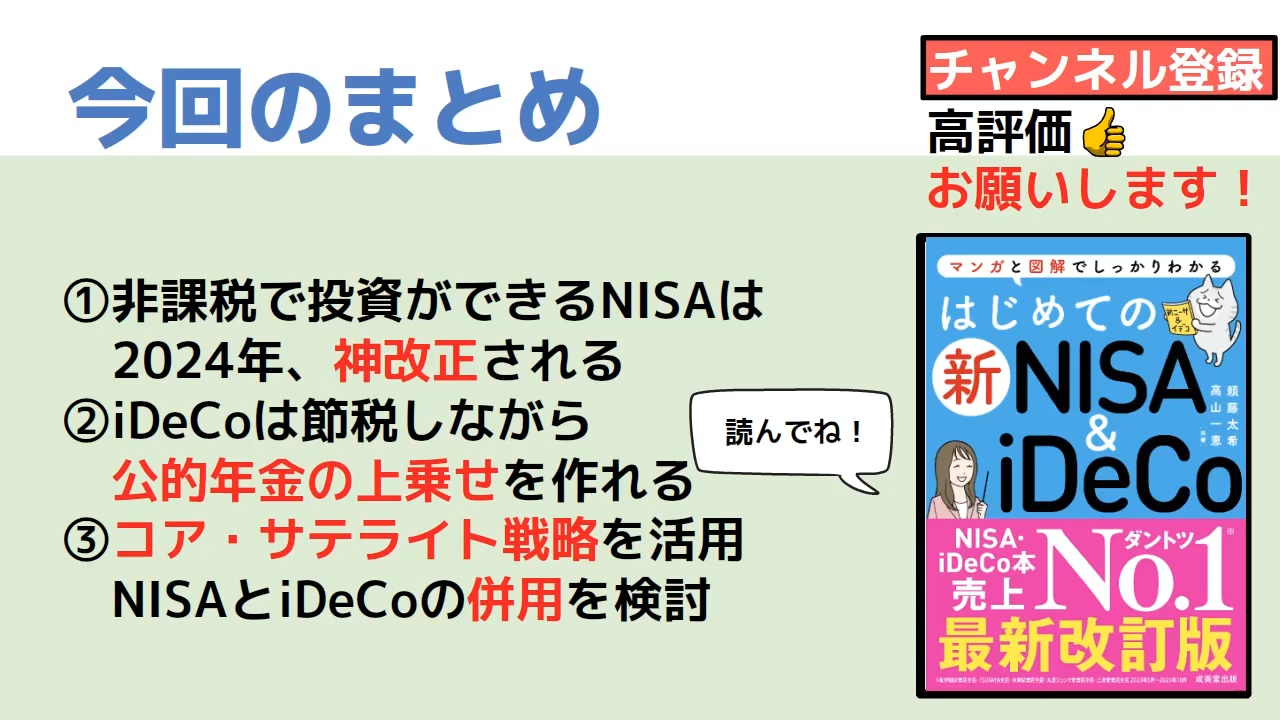 今回のまとめ
チャンネル登録
高評価👍
お願いします！
①非課税で投資ができるNISAは
2024年、神改正される
②iDeCoは節税しながら
公的年金の上乗せを作れる
③コア・サテライト戦略を活用
NISAとiDeCoの併用を検討
読んでね！
マンガと図解でしっかりわかる
はじめての
新NISA
&
iDeCo
頼藤太希
高山一恵
新ニーサ
&
イデコ
NISA・
iDeCo本
売上
ダントツ
No.1
※
最新改訂版
成美堂出版